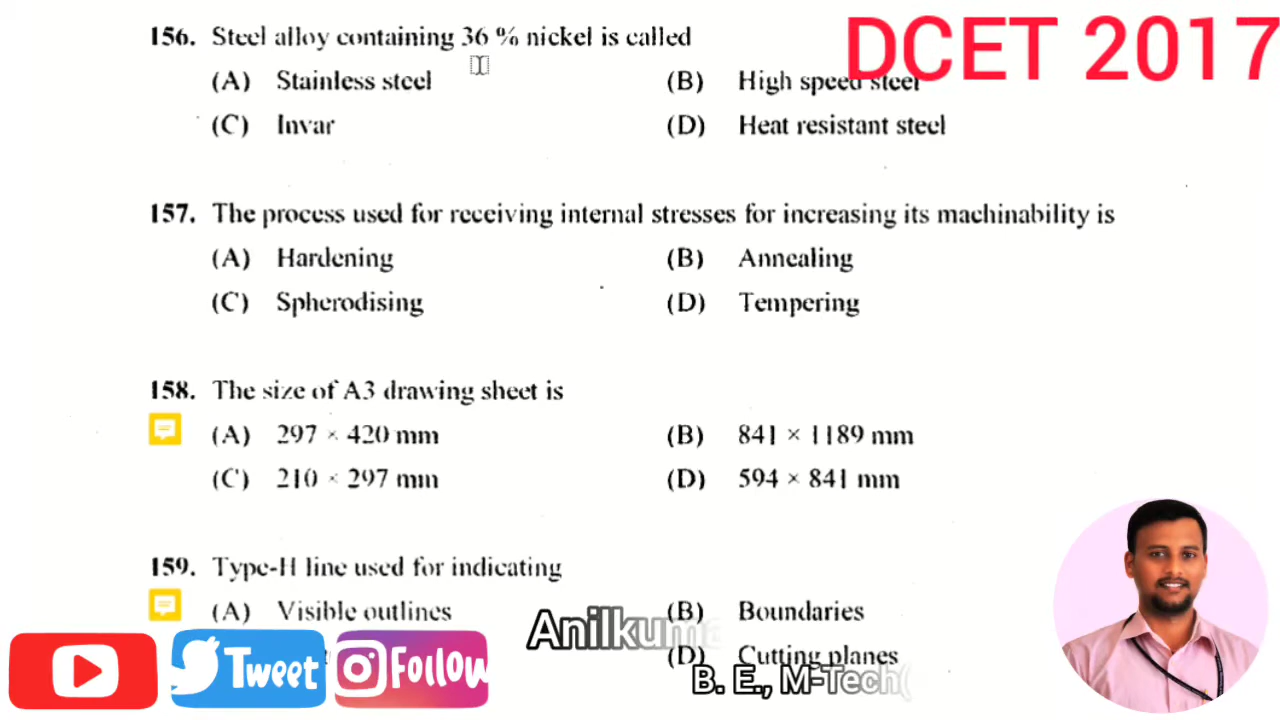 DCET 2017
156. Steel alloy containing 36 % nickel is called
(A) Stainless steel (B) High speed steel
(C) Invar (D) Heat resistant steel
157. The process used for receiving internal stresses for increasing its machinability is
(A) Hardening (B) Annealing
(C) Spherodising (D) Tempering
158. The size of A3 drawing sheet is
(A) 297 × 420 mm (B) 841 × 1189 mm
(C) 210 × 297 mm (D) 594 × 841 mm
159. Type-H line used for indicating
(A) Visible outlines (B) Boundaries
(D) Cutting planes
Tweet
Follow
B. E., M-Tech(